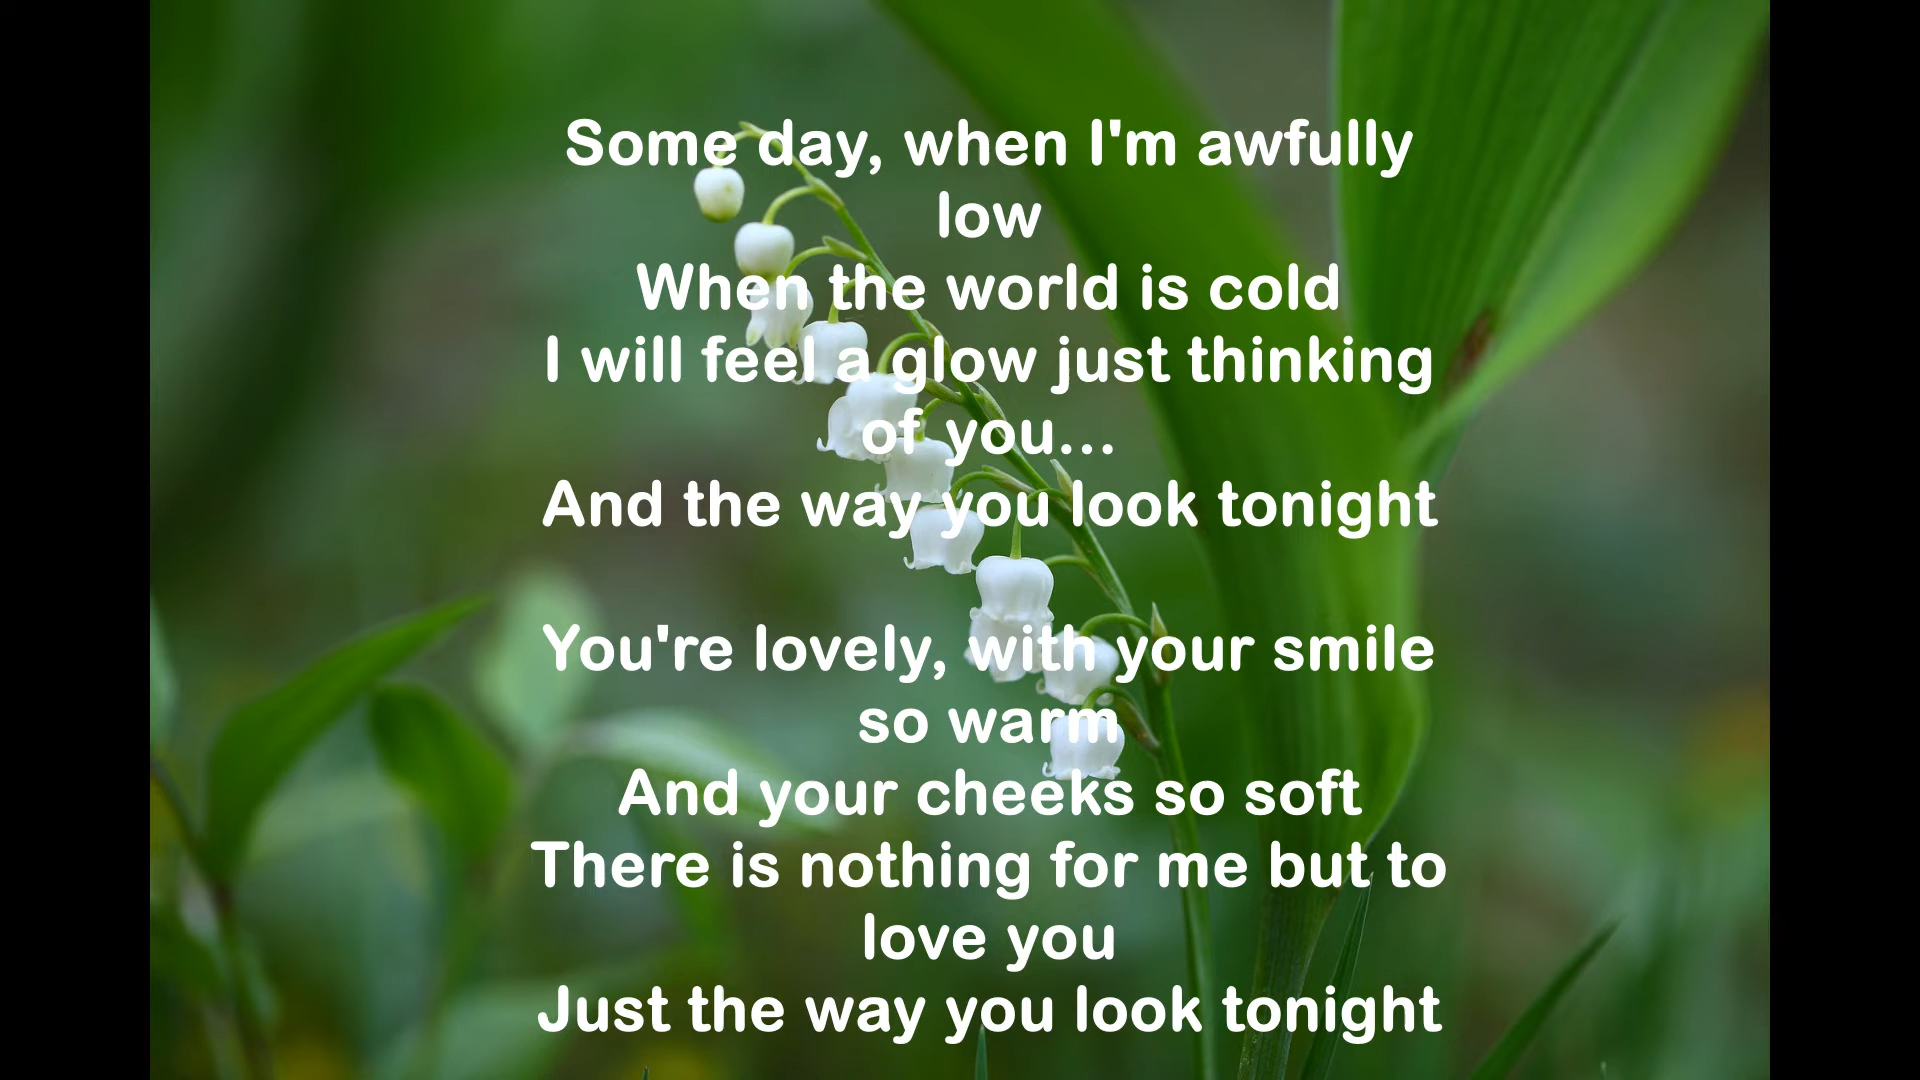 Some day, when I'm awfully
low
When the world is cold
I will feel a glow just thinking
of you...
And the way you look tonight
You're lovely, with your smile
so warm
And your cheeks so soft
There is nothing for me but to
love you
Just the way you look tonight